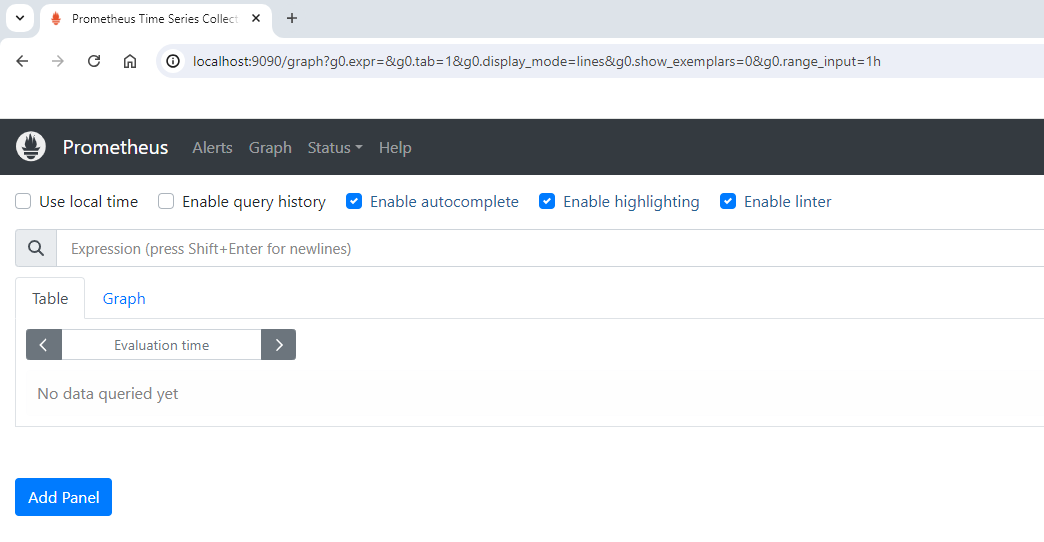 Prometheus Time Series Collect
localhost:9090/graph?g0.expr=&g0.tab=1&g0.display_mode=lines&g0.show_exemplars=0&g0.range_input=1h
Prometheus Alerts Graph Status Help
Use local time Enable query history Enable autocomplete Enable highlighting Enable linter
Expression (press Shift+Enter for newlines)
Table Graph
Evaluation time
No data queried yet
Add Panel